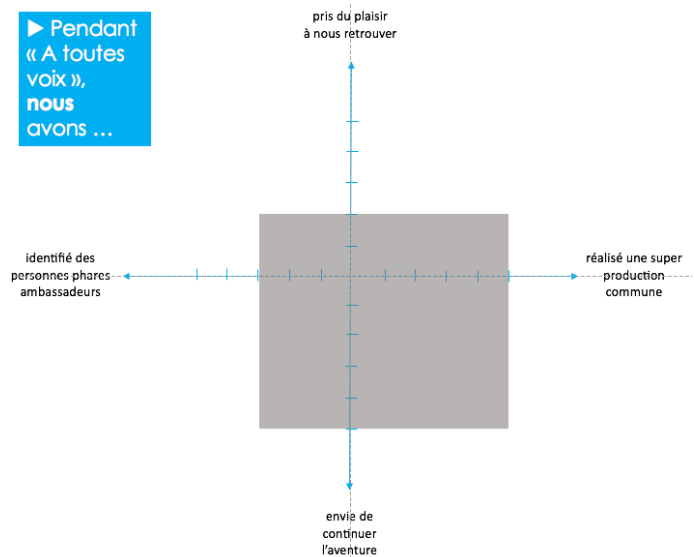 ▶ Pendant
« A toutes
voix »,
nous
avons ...
pris du plaisir
à nous retrouver
identifié des
personnes phares
ambassadeurs
réalisé une super
production
commune
envie de
continuer
l'aventure